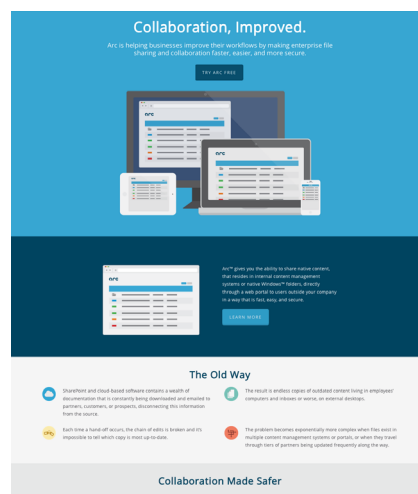 Collaboration, Improved.
Arc is helping businesses improve their workflows by making enterprise file
sharing and collaboration faster, easier, and more secure.
TRY ARC FREE
arc
arc
arc
Arc™ gives you the ability to share native content,
that resides in internal content management
systems or native Windows™ folders, directly
through a web portal to users outside your company
in a way that is fast, easy, and secure.
LEARN MORE
The Old Way
SharePoint and cloud-based software contains a wealth of
documentation that is constantly being downloaded and emailed to
partners, customers, or prospects, disconnecting this information
from the source.
The result is endless copies of outdated content living in employees'
computers and inboxes or worse, on external desktops.
Each time a hand-off occurs, the chain of edits is broken and it's
impossible to tell which copy is most up-to-date.
The problem becomes exponentially more complex when files exist in
multiple content management systems or portals, or when they travel
through tiers of partners being updated frequently along the way.
Collaboration Made Safer